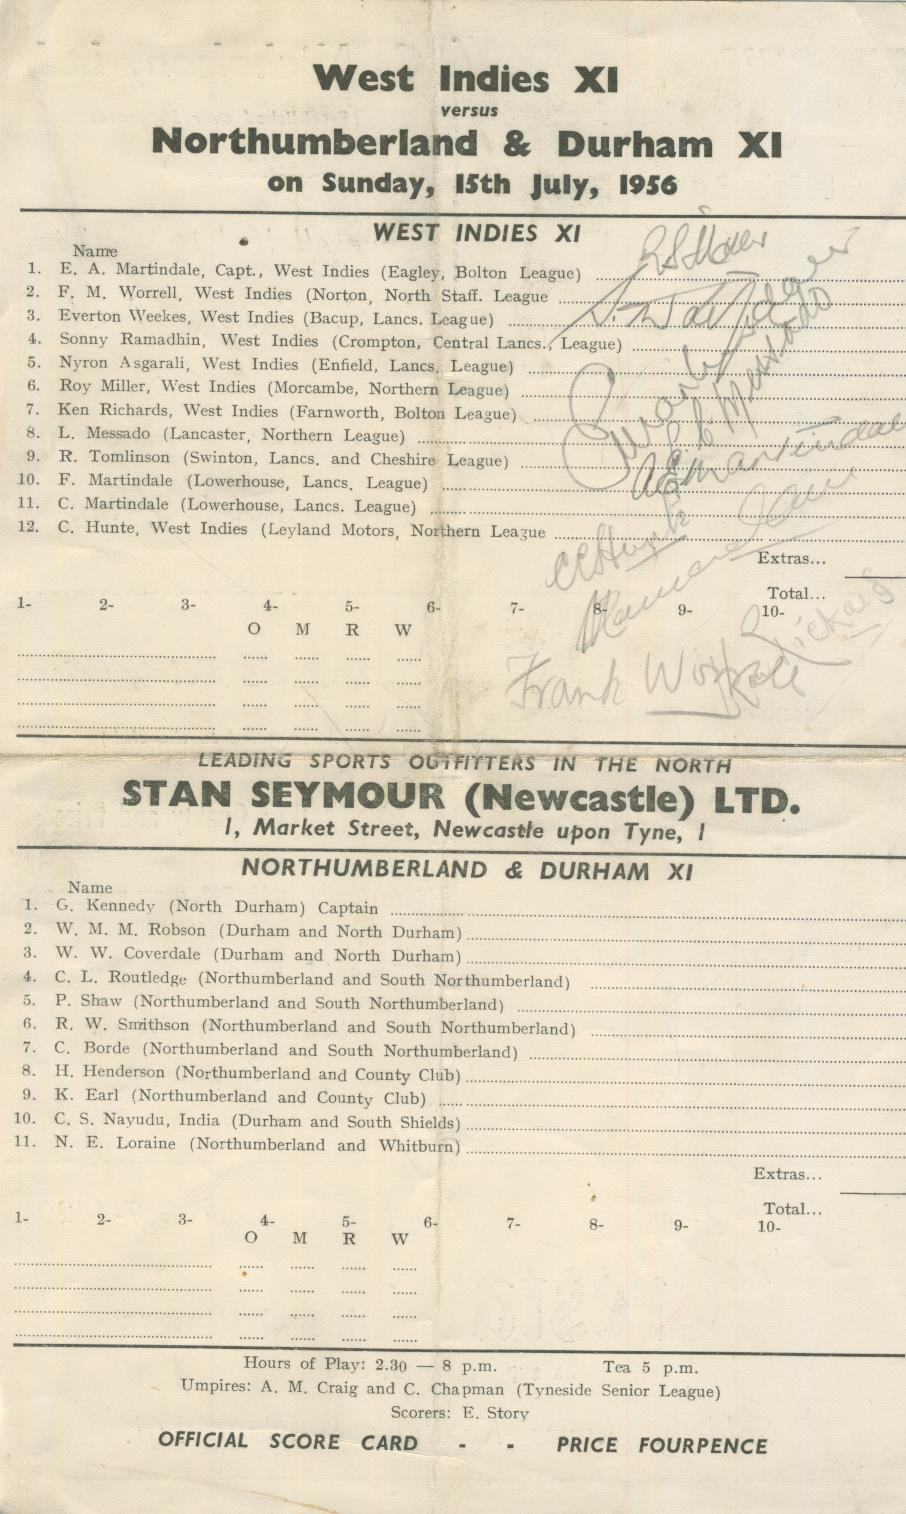 West Indies XI
versus
Northumberland & Durham XI
on Sunday, 15th July, 1956
WEST INDIES XI
Name
1. E. A. Martindale, Capt., West Indies (Eagley, Bolton League) ..........
2. F. M. Worrell, West Indies (Norton, North Staff. League ..........
3. Everton Weekes, West Indies (Bacup, Lancs. League) ..........
4. Sonny Ramadhin, West Indies (Crompton, Central Lancs., League) ..........
5. Nyron Asgarali, West Indies (Enfield, Lancs. League) ..........
6. Roy Miller, West Indies (Morcambe, Northern League) ..........
7. Ken Richards, West Indies (Farnworth, Bolton League) ..........
8. L. Messado (Lancaster, Northern League) ..........
9. R. Tomlinson (Swinton, Lancs. and Cheshire League) ..........
10. F. Martindale (Lowerhouse, Lancs. League) ..........
11. C. Martindale (Lowerhouse, Lancs. League) ..........
12. C. Hunte, West Indies (Leyland Motors, Northern League ..........
E A Martindale
C C Hunte
Extras...
Total...
1- 2- 3- 4- 5- 6- 7- 8- 9- 10-
O M R W
Frank Worrell
LEADING SPORTS OUTFITTERS IN THE NORTH
STAN SEYMOUR (Newcastle) LTD.
1, Market Street, Newcastle upon Tyne, 1
NORTHUMBERLAND & DURHAM XI
Name
1. G. Kennedy (North Durham) Captain ..........
2. W. M. M. Robson (Durham and North Durham) ..........
3. W. W. Coverdale (Durham and North Durham) ..........
4. C. L. Routledge (Northumberland and South Northumberland) ..........
5. P. Shaw (Northumberland and South Northumberland) ..........
6. R. W. Smithson (Northumberland and South Northumberland) ..........
7. C. Borde (Northumberland and South Northumberland) ..........
8. H. Henderson (Northumberland and County Club) ..........
9. K. Earl (Northumberland and County Club) ..........
10. C. S. Nayudu, India (Durham and South Shields) ..........
11. N. E. Loraine (Northumberland and Whitburn) ..........
Extras...
Total...
1- 2- 3- 4- 5- 6- 7- 8- 9- 10-
O M R W
Hours of Play: 2.30 — 8 p.m. Tea 5 p.m.
Umpires: A. M. Craig and C. Chapman (Tyneside Senior League)
Scorers: E. Story
OFFICIAL SCORE CARD - - PRICE FOURPENCE